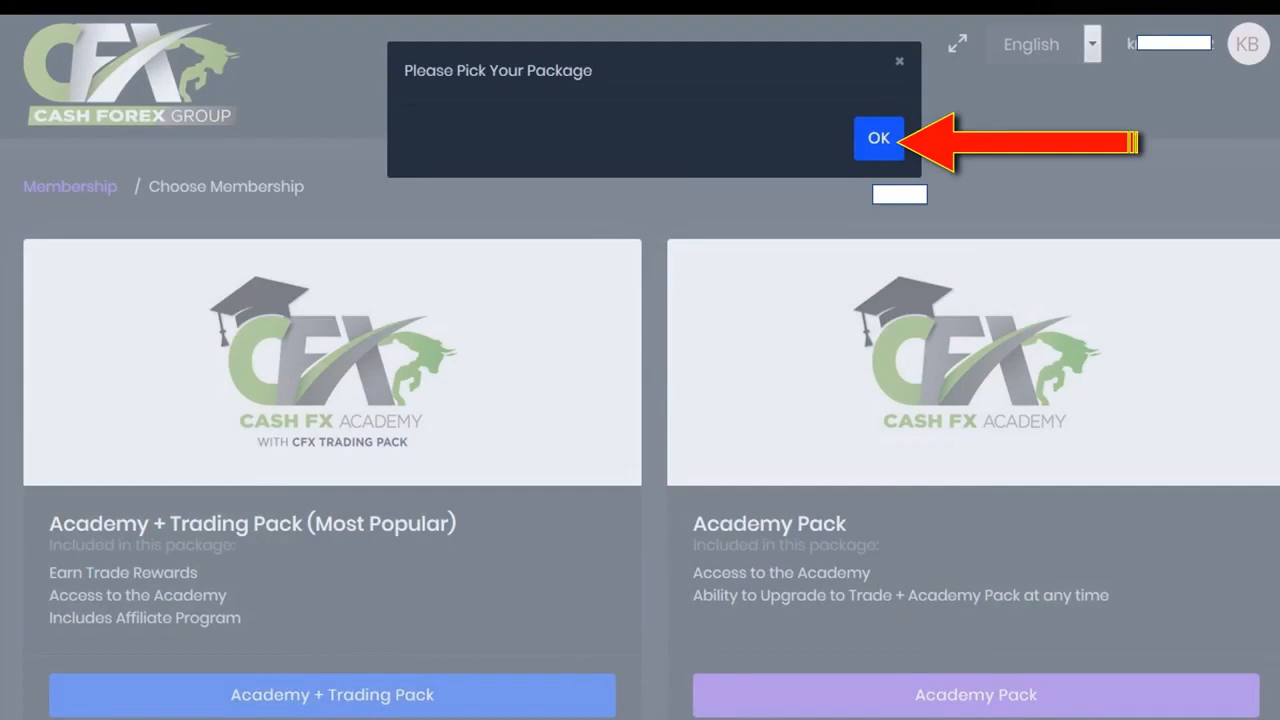 CFX
CASH FOREX GROUP
Please Pick Your Package
×
OK
English
k
KB
Membership / Choose Membership
CFX
CASH FX ACADEMY
WITH CFX TRADING PACK
CFX
CASH FX ACADEMY
Academy + Trading Pack (Most Popular)
Included in this package:
Earn Trade Rewards
Access to the Academy
Includes Affiliate Program
Academy + Trading Pack
Academy Pack
Included in this package:
Access to the Academy
Ability to Upgrade to Trade + Academy Pack at any time
Academy Pack